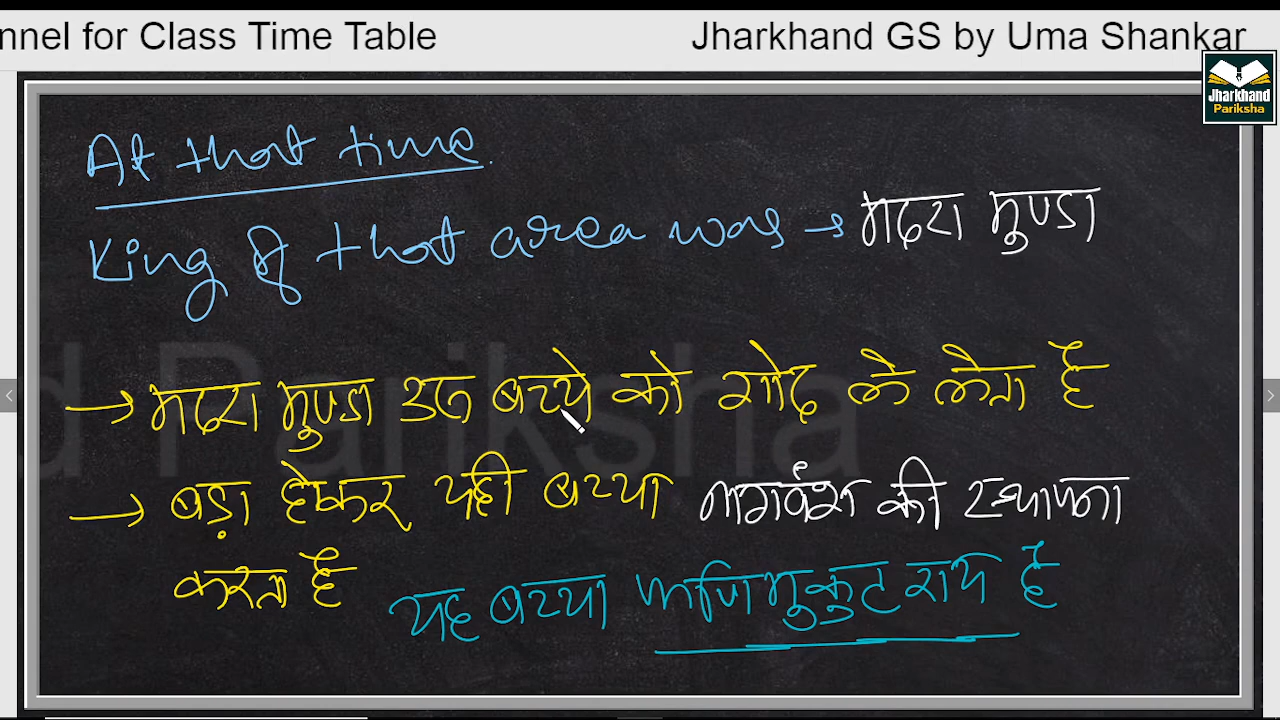 nnel for Class Time Table Jharkhand GS by Uma Shankar
Jharkhand
Pariksha
At that time.
King of that area was → मदरा मुण्डा
→ मदरा मुण्डा उस बच्चे को गोद ले लेता है
→ बड़ा होकर यही बच्चा नागवंश की स्थापना
करता है
यह बच्चा फणिमुकुट राय है
d Pariksha